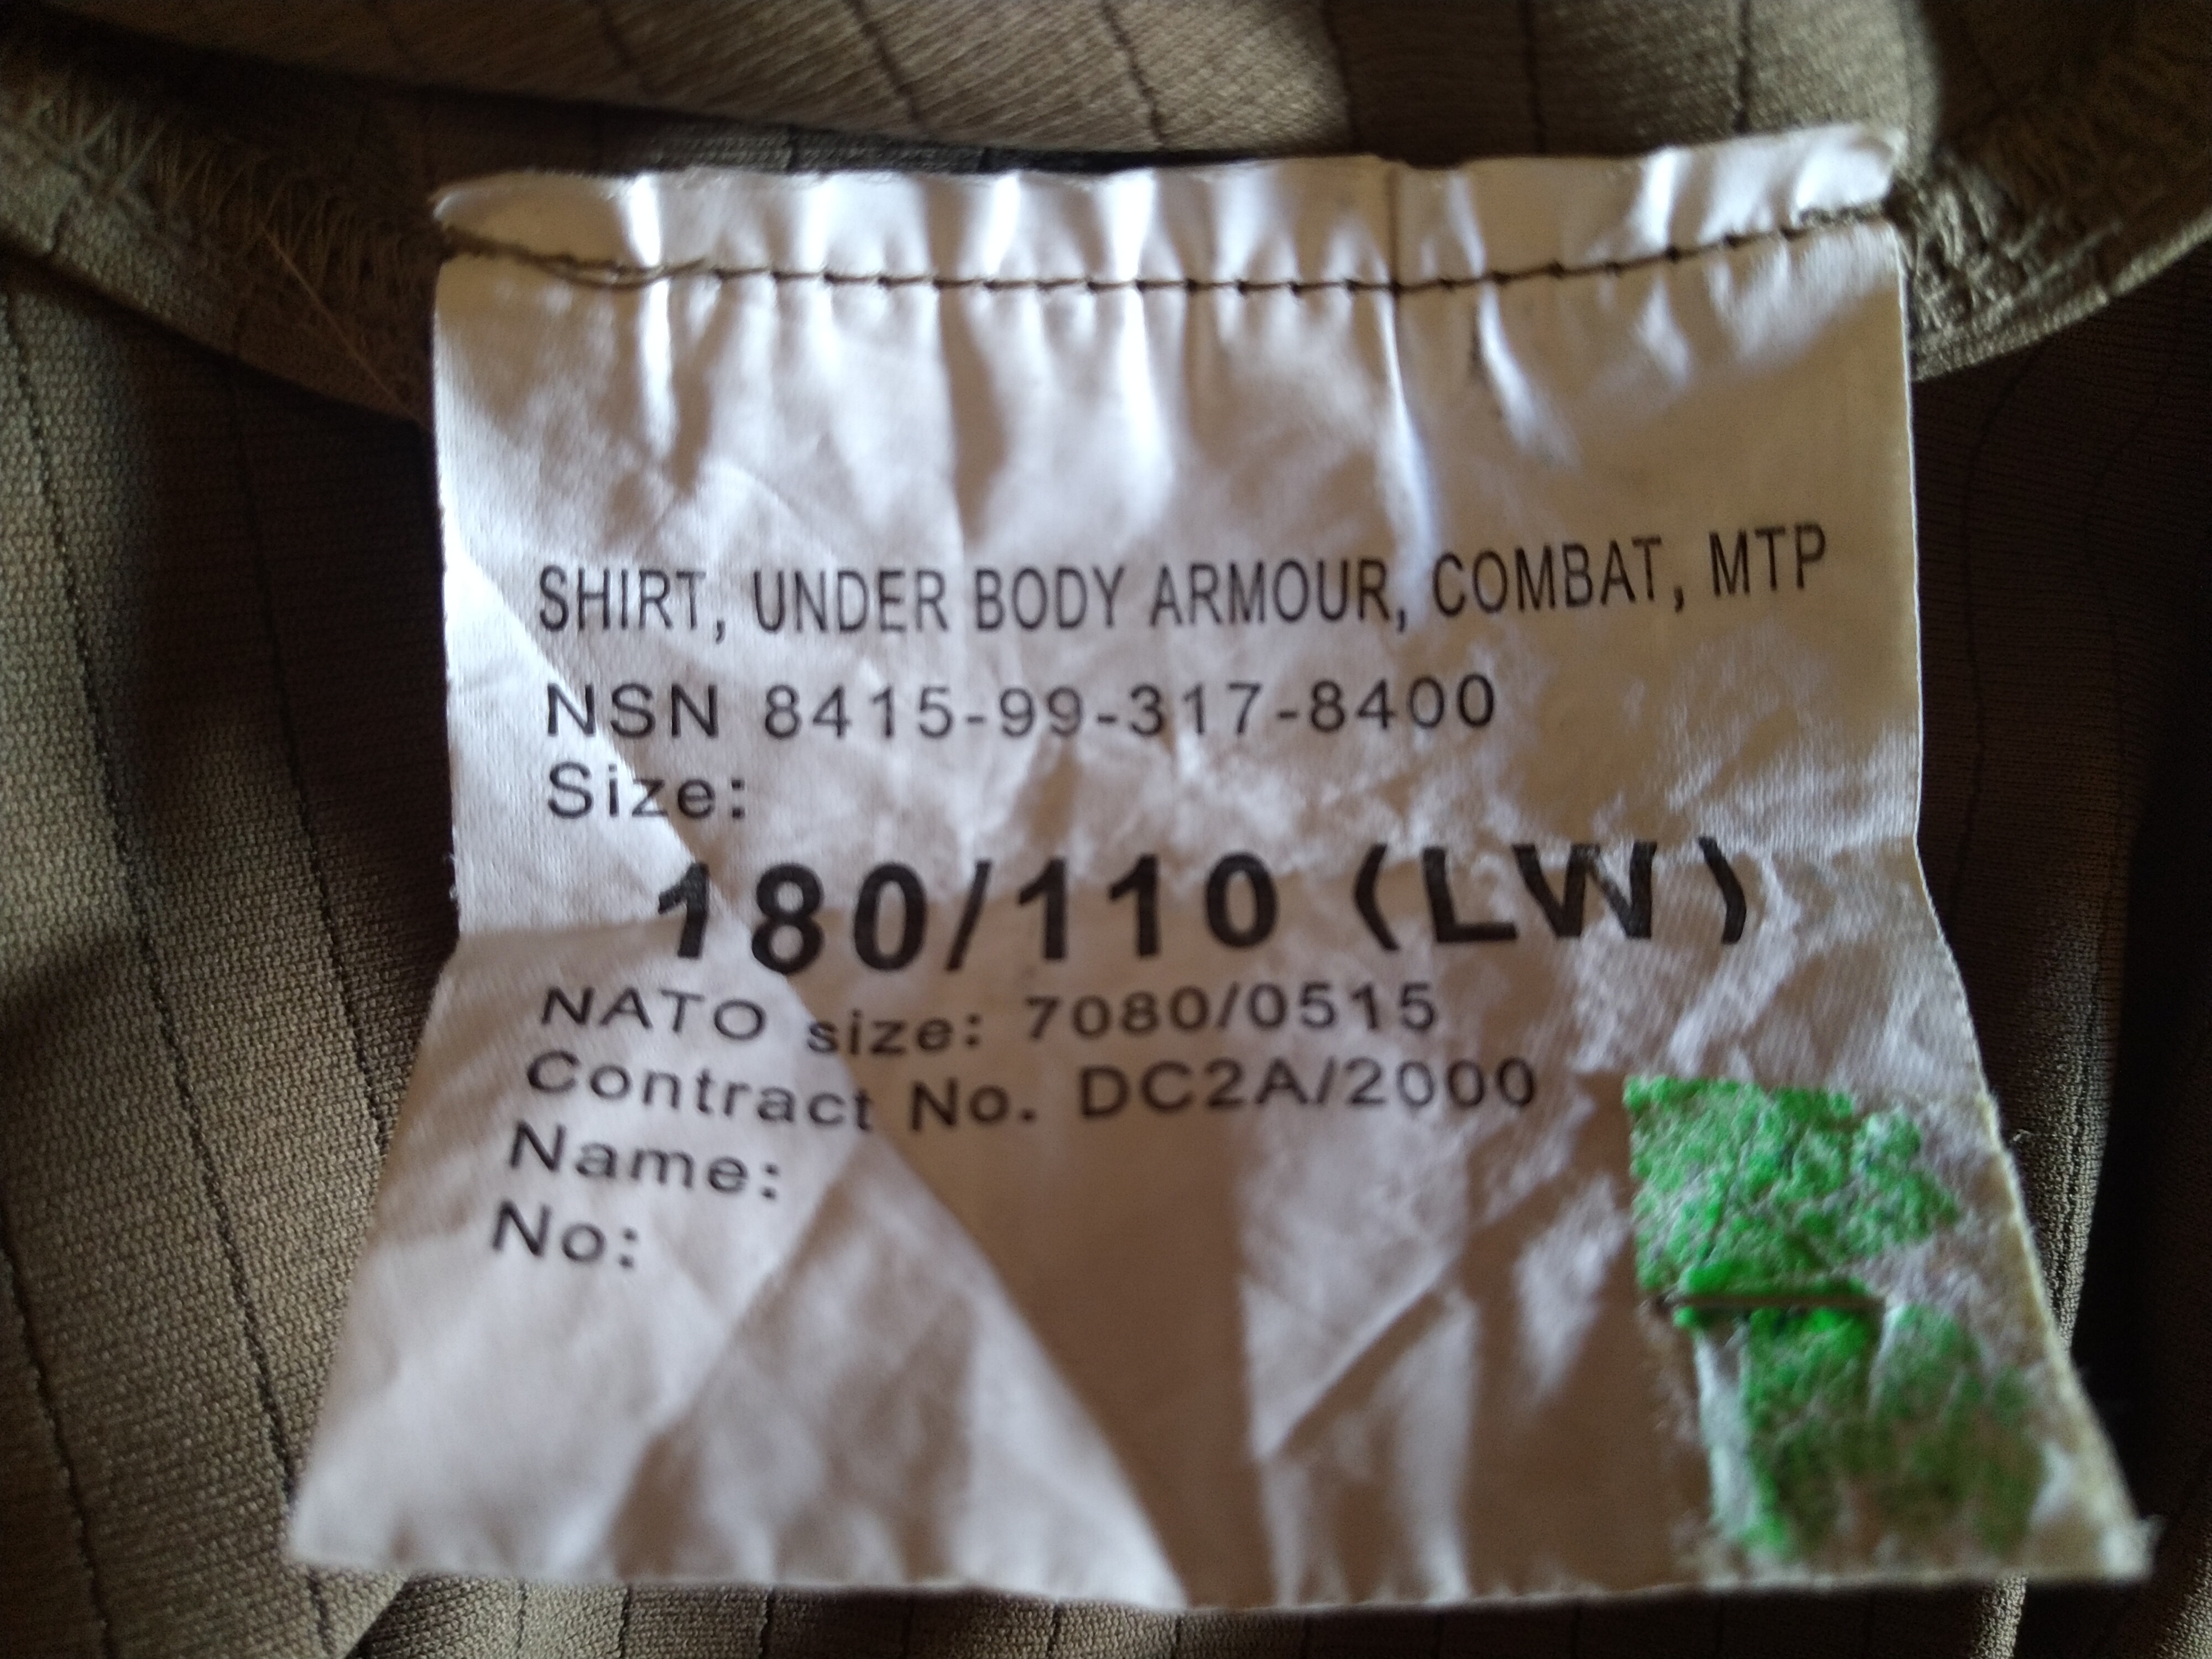 SHIRT, UNDER BODY ARMOUR, COMBAT, MTP
NSN 8415-99-317-8400
Size:
180/110 (LW)
NATO size: 7080/0515
Contract No. DC2A/2000
Name:
No: